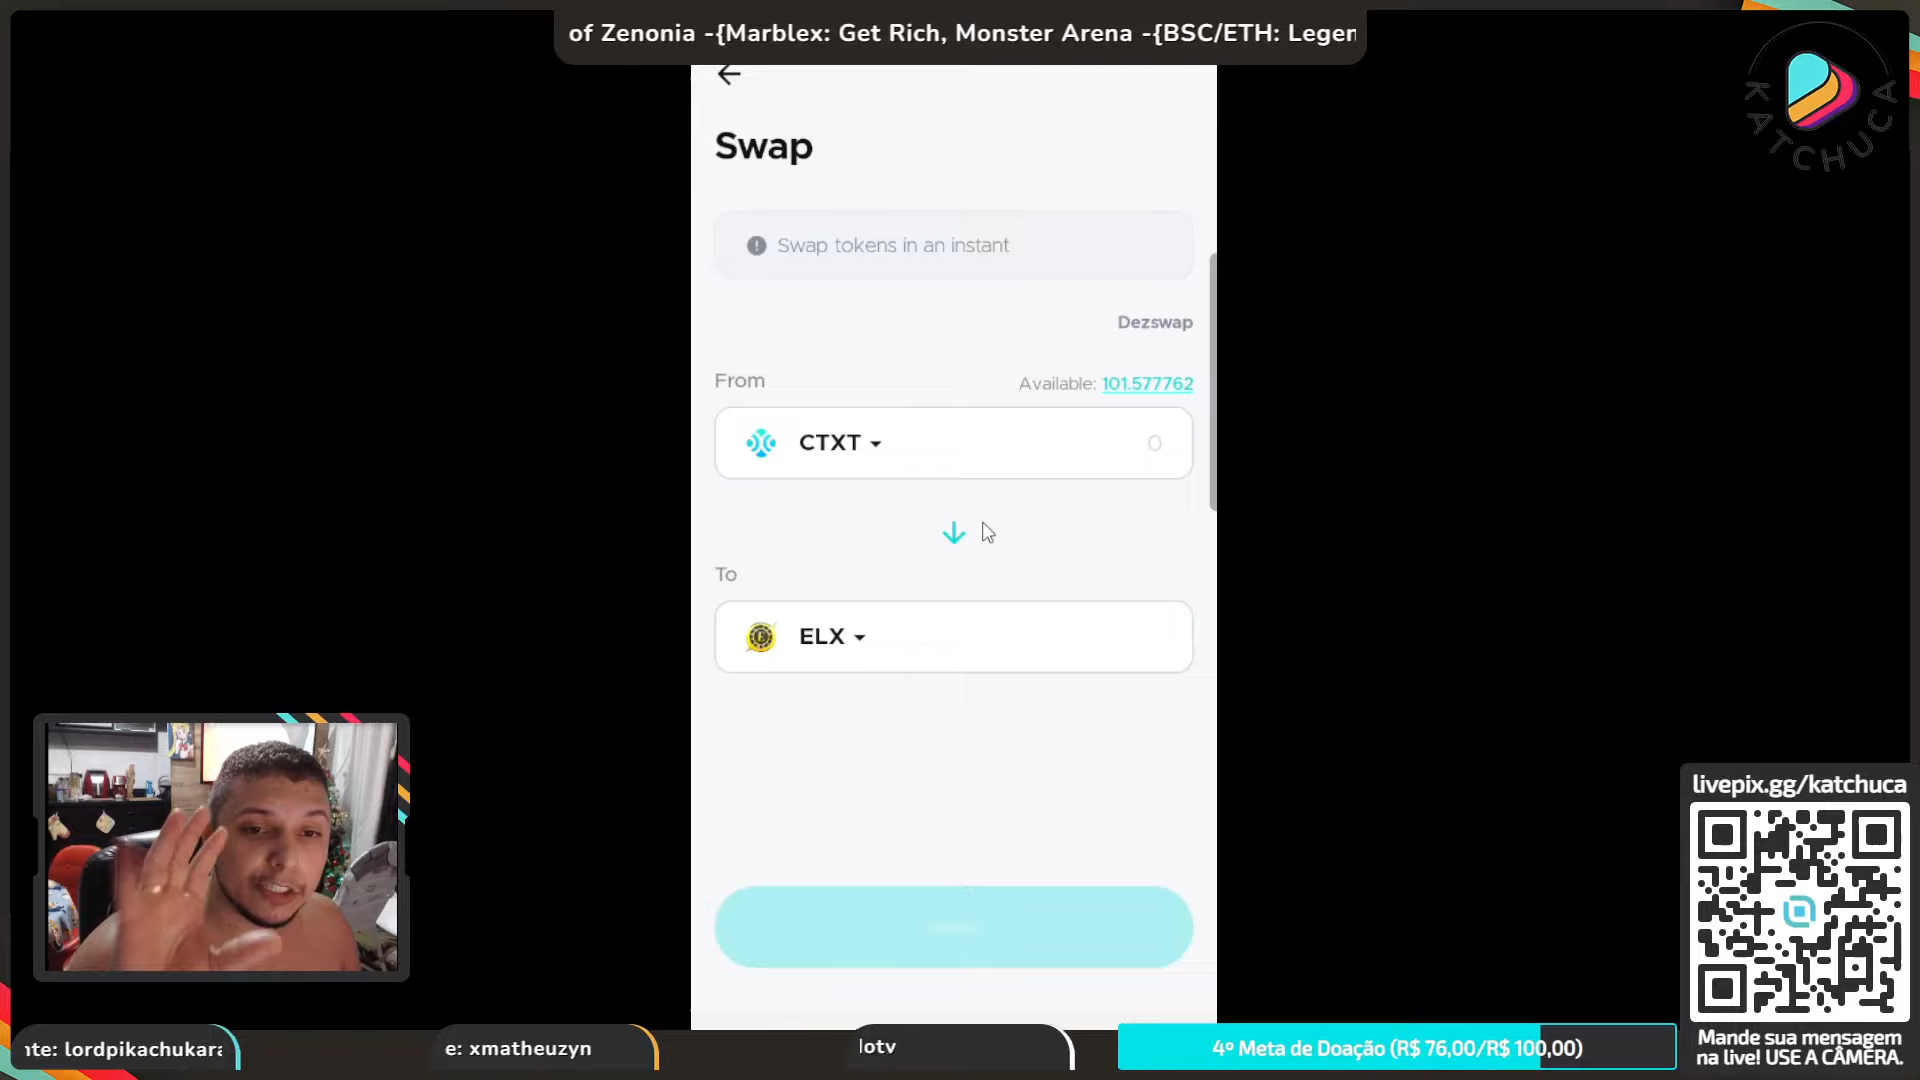 of Zenonia -{Marblex: Get Rich, Monster Arena -{BSC/ETH: Legen
KATCHUCA
Swap
Swap tokens in an instant
Dezswap
From
Available: 101.577762
CTXT
0
To
ELX
livepix.gg/katchuca
Mande sua mensagem
na live! USE A CÂMERA.
nte: lordpikachukara
e: xmatheuzyn
lotv
4º Meta de Doação (R$ 76,00/R$ 100,00)